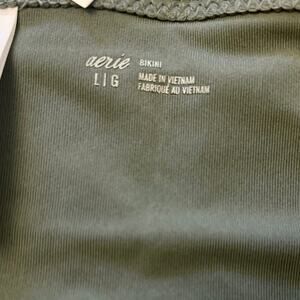 aerie BIKINI
L|G MADE IN VIETNAM
FABRIQUÉ AU VIETNAM